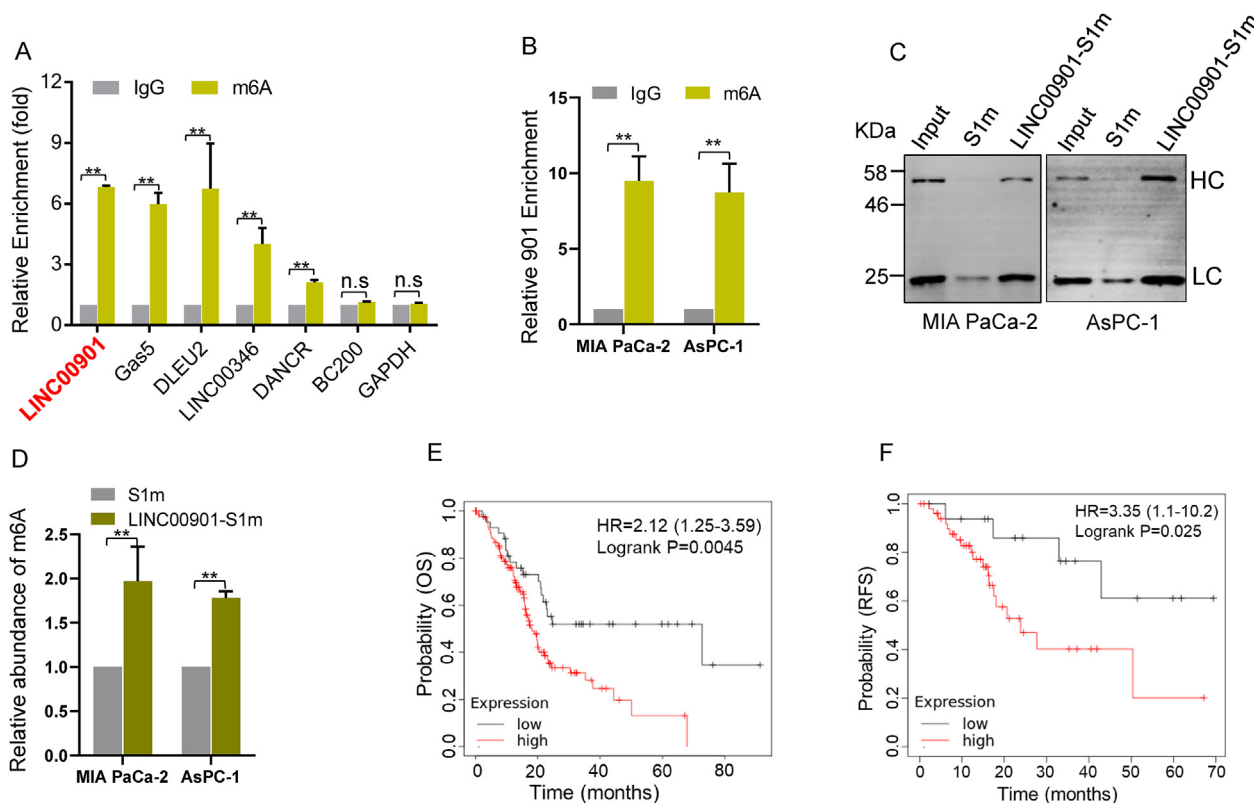 A
Relative Enrichment (fold)
IgG
m6A
12
9
6
3
0
**
**
**
**
**
n.s
n.s
LINC00901
Gas5
DLEU2
LINC00346
DANCR
BC200
GAPDH
B
Relative 901 Enrichment
IgG
m6A
15
10
5
0
**
**
MIA PaCa-2
AsPC-1
C
KDa
Input
S1m
LINC00901-S1m
Input
S1m
LINC00901-S1m
58
46
25
HC
LC
MIA PaCa-2
AsPC-1
D
Relative abundance of m6A
S1m
LINC00901-S1m
2.5
2.0
1.5
1.0
0.5
0.0
**
**
MIA PaCa-2
AsPC-1
E
Probability (OS)
1.0
0.8
0.6
0.4
0.2
0.0
HR=2.12 (1.25-3.59)
Logrank P=0.0045
Expression
low
high
0
20
40
60
80
Time (months)
F
Probability (RFS)
1.0
0.8
0.6
0.4
0.2
0.0
HR=3.35 (1.1-10.2)
Logrank P=0.025
Expression
low
high
0
10
20
30
40
50
60
70
Time (months)